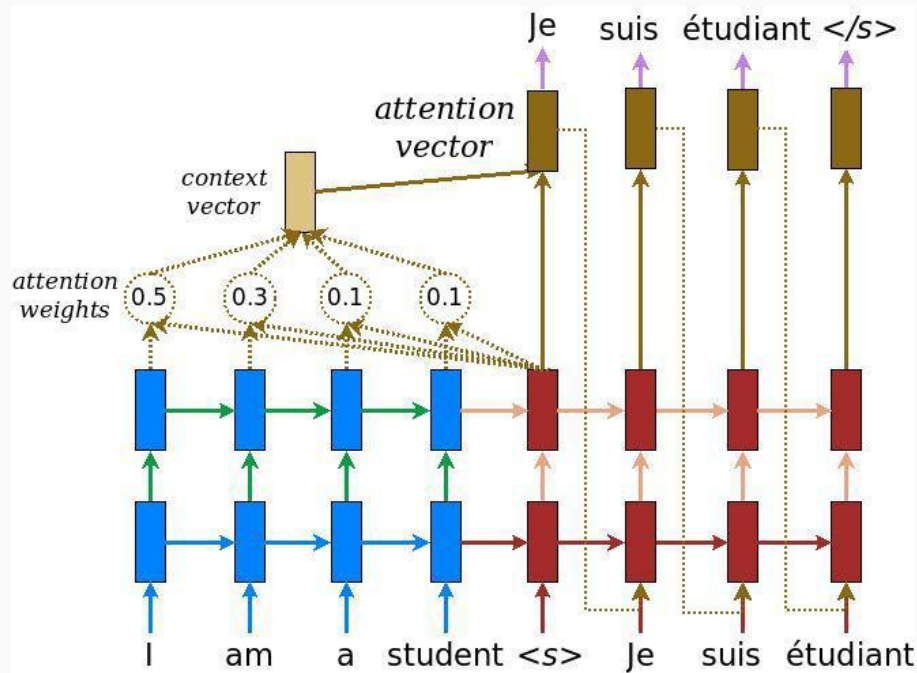 Je suis étudiant </s>
attention
vector
context
vector
attention
weights
0.5 0.3 0.1 0.1
I am a student <s> Je suis étudiant